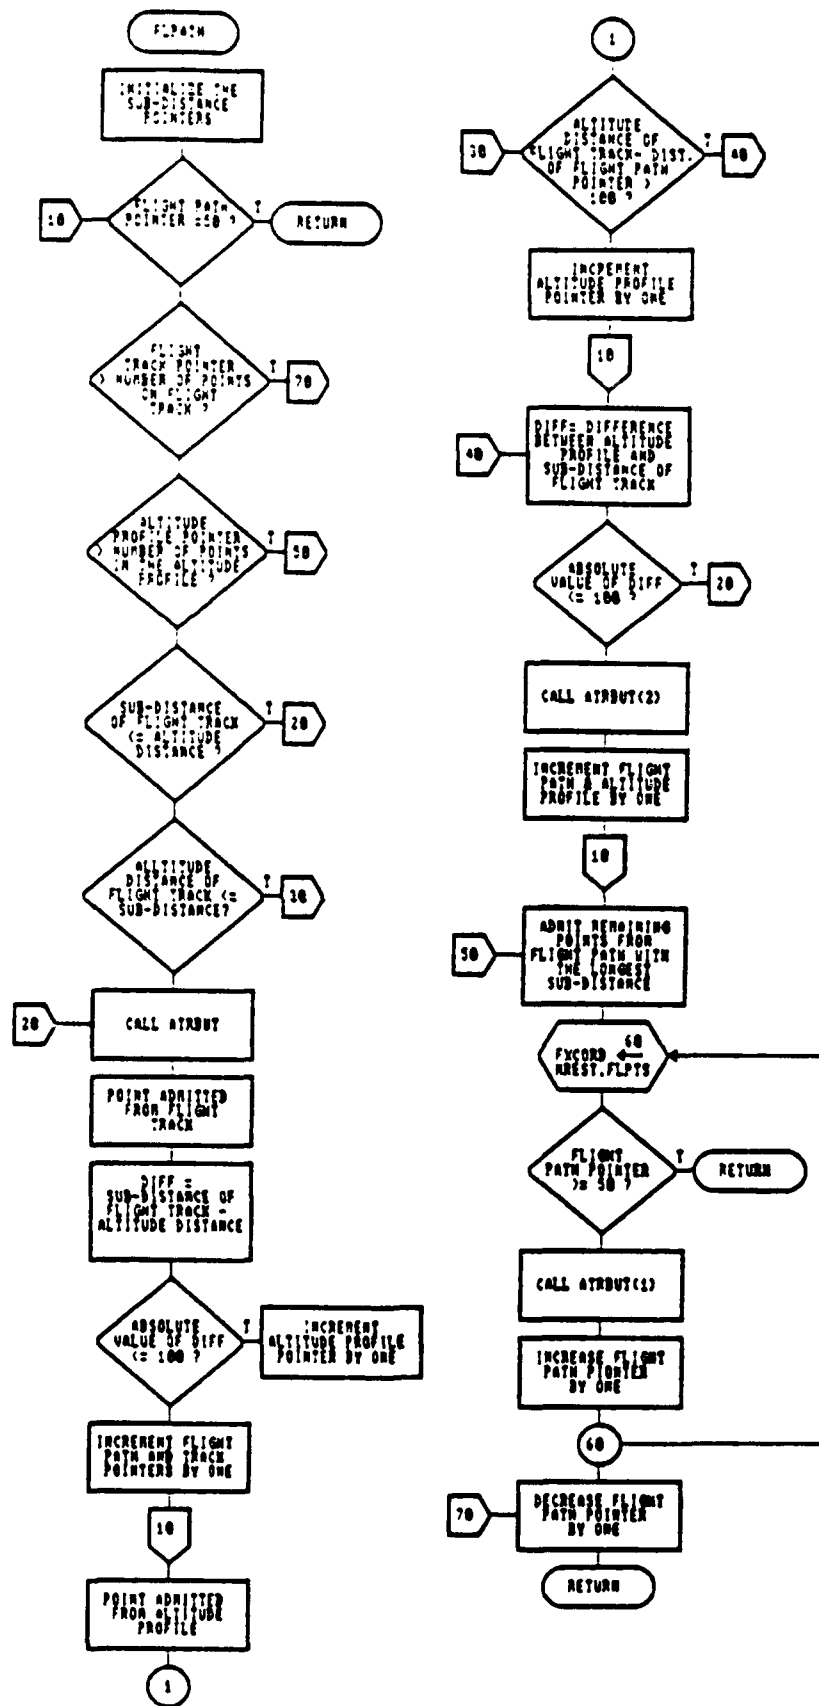 FLPATH
INITIALIZE THE
SUB-DISTANCE
POINTERS
10
FLIGHT PATH
POINTER =50 ?
T
RETURN
FLIGHT
TRACK POINTER
> NUMBER OF POINTS
ON FLIGHT
TRACK ?
T
70
ALTITUDE
PROFILE POINTER
> NUMBER OF POINTS
IN THE ALTITUDE
PROFILE ?
T
50
SUB-DISTANCE
OF FLIGHT TRACK
<= ALTITUDE
DISTANCE ?
T
20
ALLTITUDE
DISTANCE OF
FLIGHT TRACK <=
SUB-DISTANCE?
T
30
20
CALL ATRBUT
POINT ADMITTED
FROM FLIGHT
TRACK
DIFF =
SUB-DISTANCE OF
FLIGHT TRACK -
ALTITUDE DISTANCE
ABSOLUTE
VALUE OF DIFF
<= 100 ?
T
INCREMENT
ALTITUDE PROFILE
POINTER BY ONE
INCREMENT FLIGHT
PATH AND TRACK
POINTERS BY ONE
10
POINT ADMITTED
FROM ALTITUDE
PROFILE
1
1
30
ALTITUDE
DISTANCE OF
FLIGHT TRACK- DIST.
OF FLIGHT PATH
POINTER >
100 ?
T
40
INCREMENT
ALTITUDE PROFILE
POINTER BY ONE
10
40
DIFF= DIFFERENCE
BETWEEN ALTITUDE
PROFILE AND
SUB-DISTANCE OF
FLIGHT TRACK
ABSOLUTE
VALUE OF DIFF
<= 100 ?
T
20
CALL ATRBUT(2)
INCREMENT FLIGHT
PATH & ALTITUDE
PROFILE BY ONE
10
50
ADMIT REMAINING
POINTS FROM
FLIGHT PATH WITH
THE LONGEST
SUB-DISTANCE
60
FXCORD ←
NREST.FLPTS
FLIGHT
PATH POINTER
>= 50 ?
T
RETURN
CALL ATRBUT(1)
INCREASE FLIGHT
PATH PIONTER
BY ONE
60
70
DECREASE FLIGHT
PATH POINTER
BY ONE
RETURN